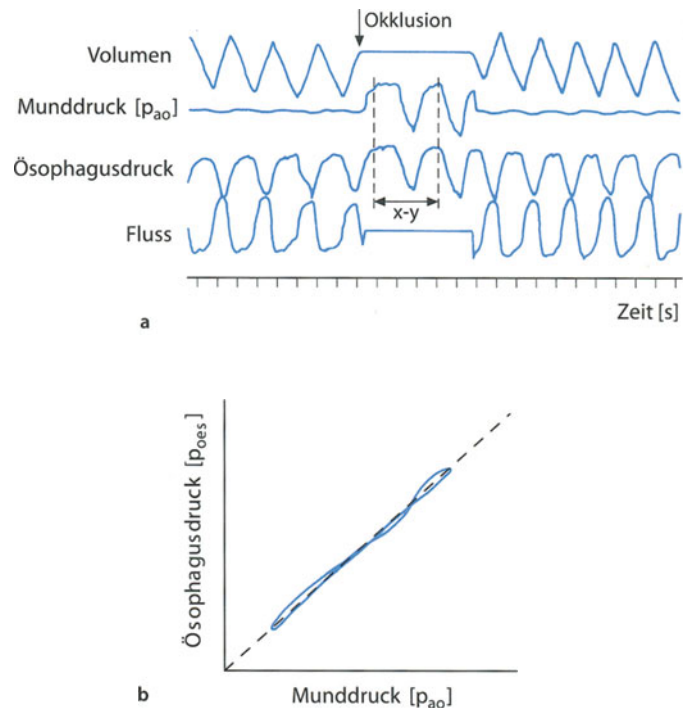 Okklusion
Volumen
Munddruck [pao]
Ösophagusdruck
x-y
Fluss
Zeit [s]
a
Ösophagusdruck [poes]
Munddruck [pao]
b